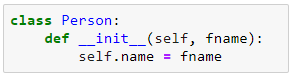 class Person:
    def __init__(self, fname):
        self.name = fname